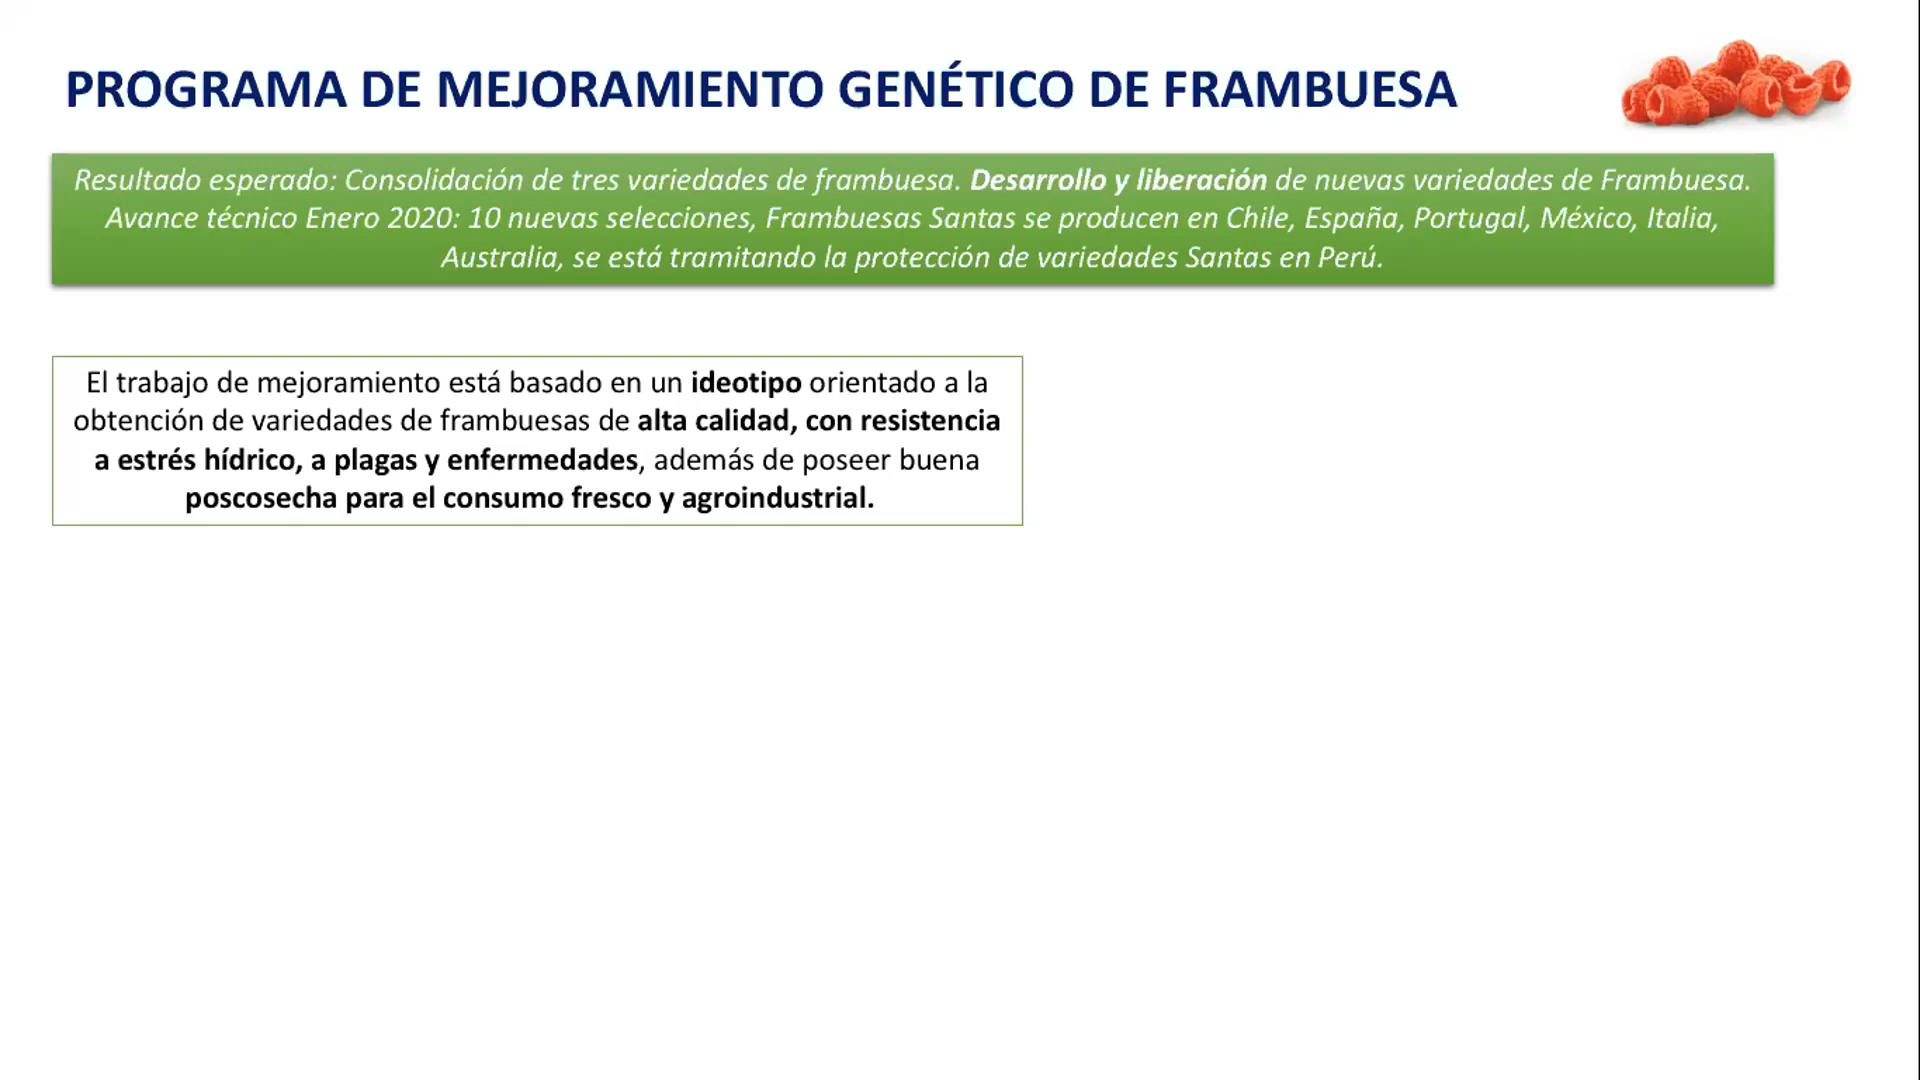 PROGRAMA DE MEJORAMIENTO GENÉTICO DE FRAMBUESA
Resultado esperado: Consolidación de tres variedades de frambuesa. Desarrollo y liberación de nuevas variedades de Frambuesa.
Avance técnico Enero 2020: 10 nuevas selecciones, Frambuesas Santas se producen en Chile, España, Portugal, México, Italia,
Australia, se está tramitando la protección de variedades Santas en Perú.
El trabajo de mejoramiento está basado en un ideotipo orientado a la
obtención de variedades de frambuesas de alta calidad, con resistencia
a estrés hídrico, a plagas y enfermedades, además de poseer buena
poscosecha para el consumo fresco y agroindustrial.